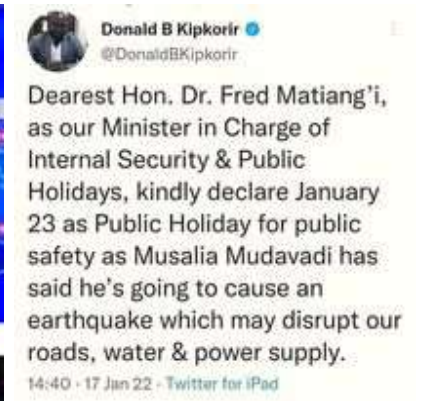 Donald B Kipkorir
@DonaldBKipkorir
Dearest Hon. Dr. Fred Matiang'i,
as our Minister in Charge of
Internal Security & Public
Holidays, kindly declare January
23 as Public Holiday for public
safety as Musalia Mudavadi has
said he's going to cause an
earthquake which may disrupt our
roads, water & power supply.
14:40 · 17 Jan 22 · Twitter for iPad